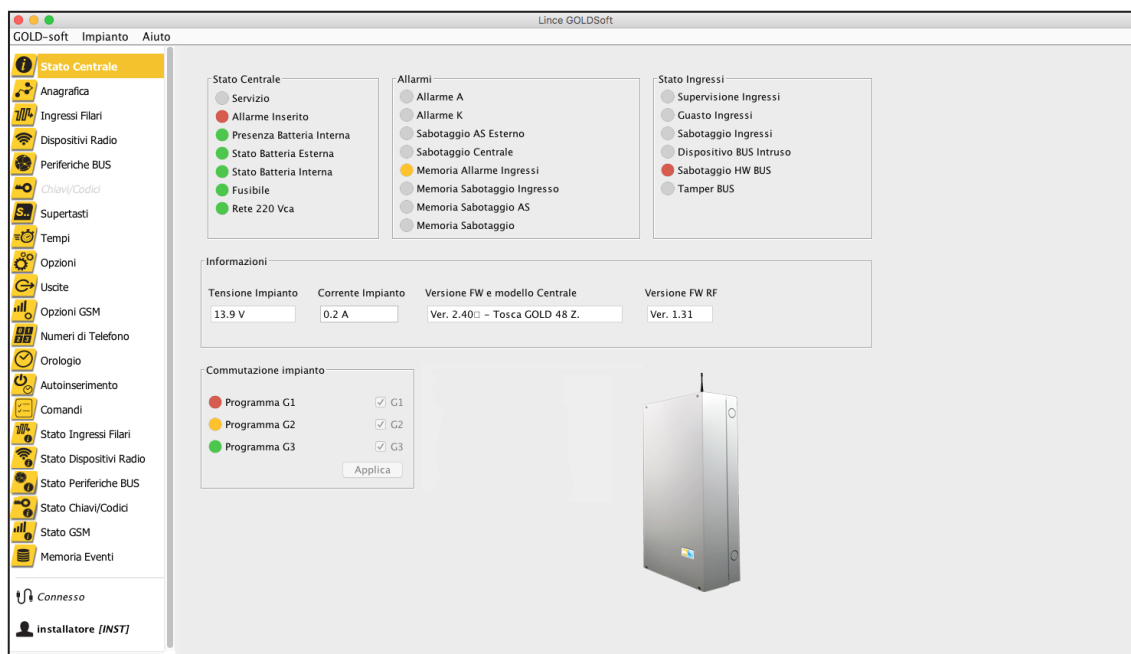 Lince GOLDSoft
GOLD-soft Impianto Aiuto
Stato Centrale
Anagrafica
Ingressi Filari
Dispositivi Radio
Periferiche BUS
Chiavi/Codici
S..
Supertasti
Tempi
Opzioni
Uscite
Opzioni GSM
Numeri di Telefono
Orologio
Autoinserimento
Comandi
Stato Ingressi Filari
Stato Dispositivi Radio
Stato Periferiche BUS
Stato Chiavi/Codici
Stato GSM
Memoria Eventi
Connesso
installatore [INST]
Stato Centrale
Servizio
Allarme Inserito
Presenza Batteria Interna
Stato Batteria Esterna
Stato Batteria Interna
Fusibile
Rete 220 Vca
Allarmi
Allarme A
Allarme K
Sabotaggio AS Esterno
Sabotaggio Centrale
Memoria Allarme Ingressi
Memoria Sabotaggio Ingresso
Memoria Sabotaggio AS
Memoria Sabotaggio
Stato Ingressi
Supervisione Ingressi
Guasto Ingressi
Sabotaggio Ingressi
Dispositivo BUS Intruso
Sabotaggio HW BUS
Tamper BUS
Informazioni
Tensione Impianto Corrente Impianto Versione FW e modello Centrale Versione FW RF
13.9 V 0.2 A Ver. 2.40□ - Tosca GOLD 48 Z. Ver. 1.31
Commutazione impianto
Programma G1 G1
Programma G2 G2
Programma G3 G3
Applica